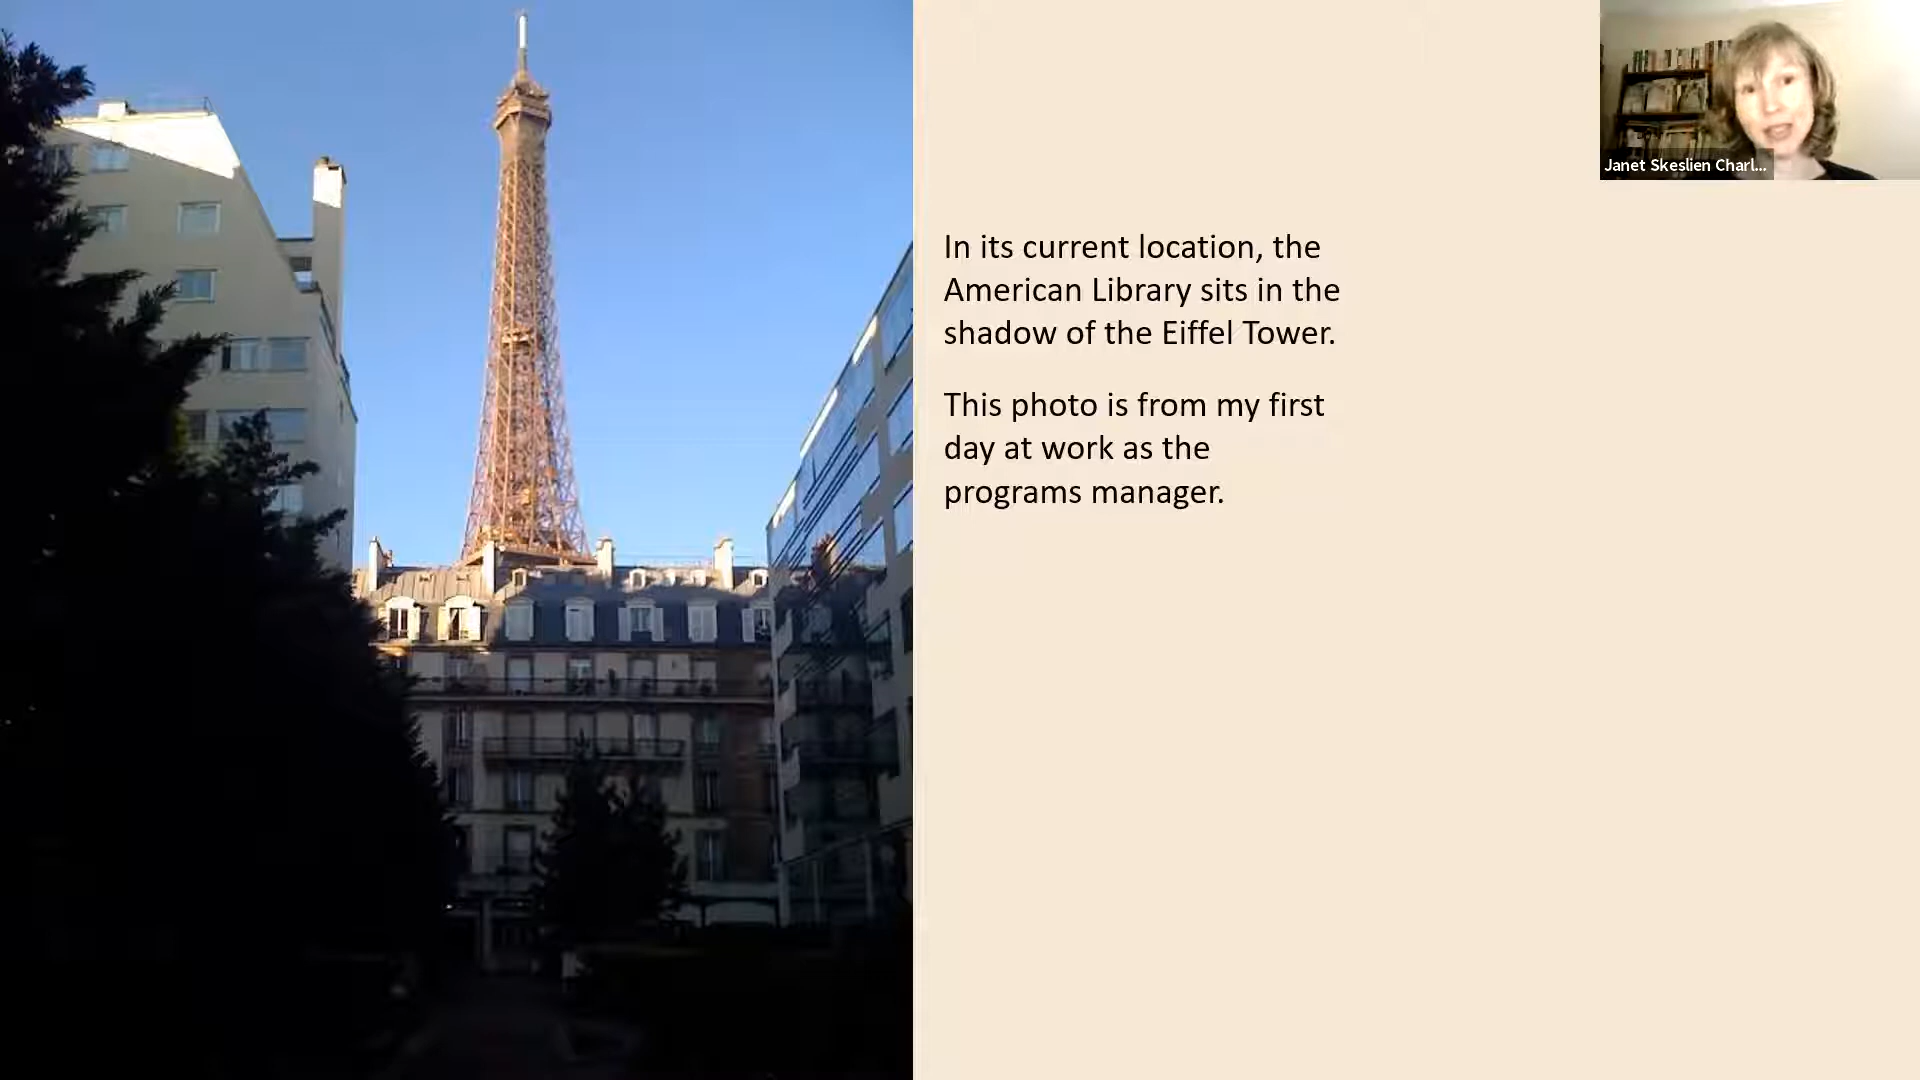 Janet Skeslien Charl...
In its current location, the
American Library sits in the
shadow of the Eiffel Tower.
This photo is from my first
day at work as the
programs manager.